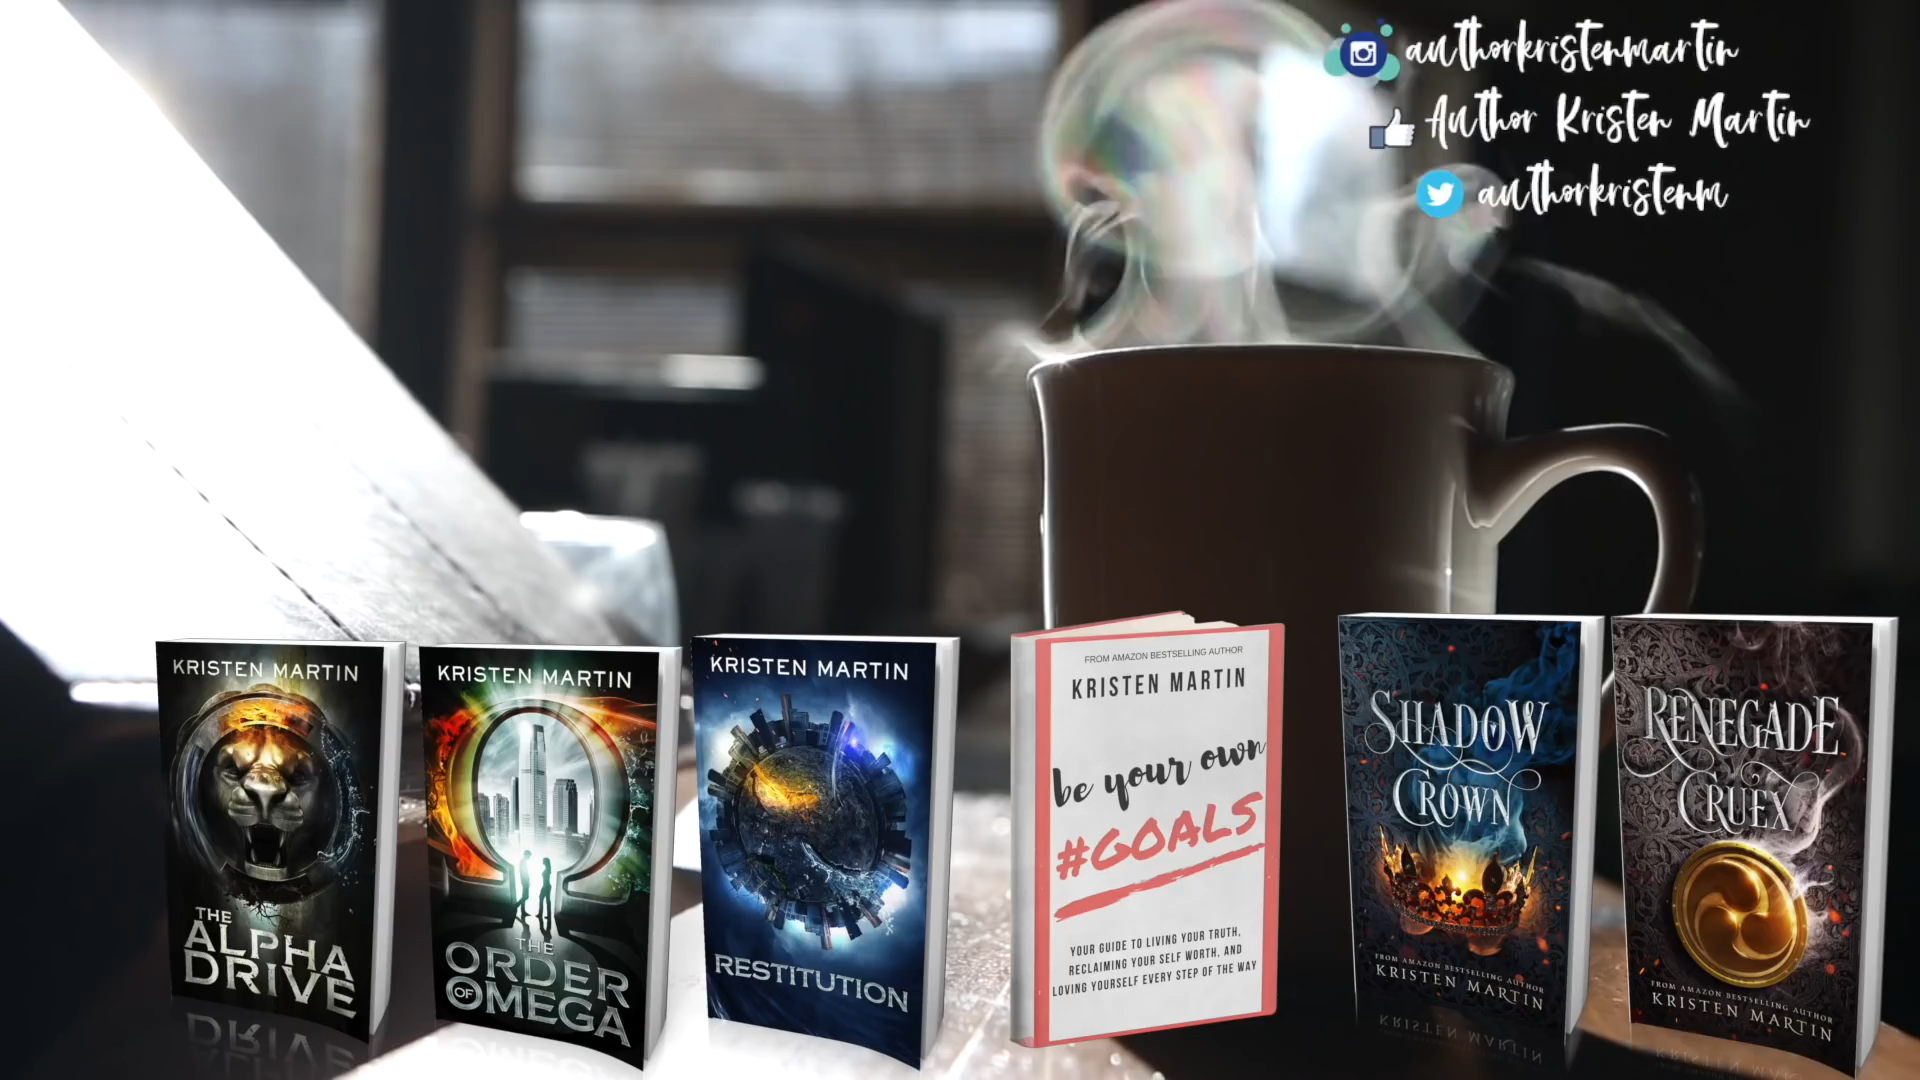 authorkristenmartin
Author Kristen Martin
authorkristenm
KRISTEN MARTIN
THE
ALPHA
DRIVE
KRISTEN MARTIN
THE
ORDER
OF
OMEGA
KRISTEN MARTIN
RESTITUTION
FROM AMAZON BESTSELLING AUTHOR
KRISTEN MARTIN
be your own
#GOALS
YOUR GUIDE TO LIVING YOUR TRUTH,
RECLAIMING YOUR SELF WORTH, AND
LOVING YOURSELF EVERY STEP OF THE WAY
SHADOW
CROWN
FROM AMAZON BESTSELLING AUTHOR
KRISTEN MARTIN
RENEGADE
CRUEX
FROM AMAZON BESTSELLING AUTHOR
KRISTEN MARTIN